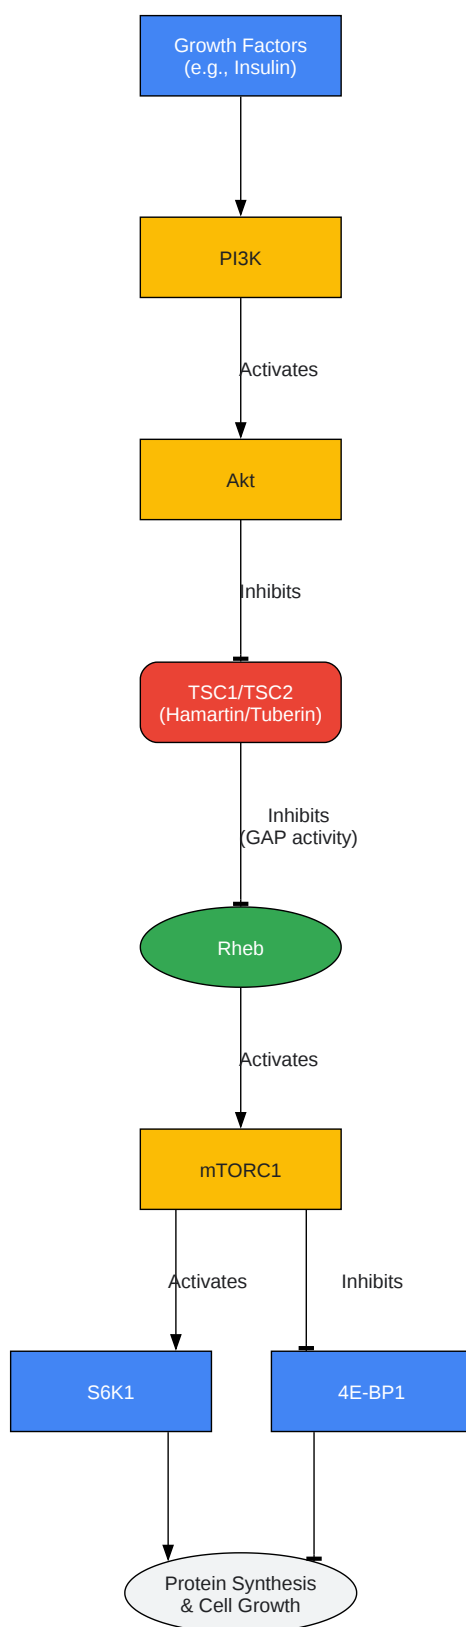 Growth Factors
(e.g., Insulin)
PI3K
Activates
Akt
Inhibits
TSC1/TSC2
(Hamartin/Tuberin)
Inhibits
(GAP activity)
Rheb
Activates
mTORC1
Activates
Inhibits
S6K1
4E-BP1
Protein Synthesis
& Cell Growth